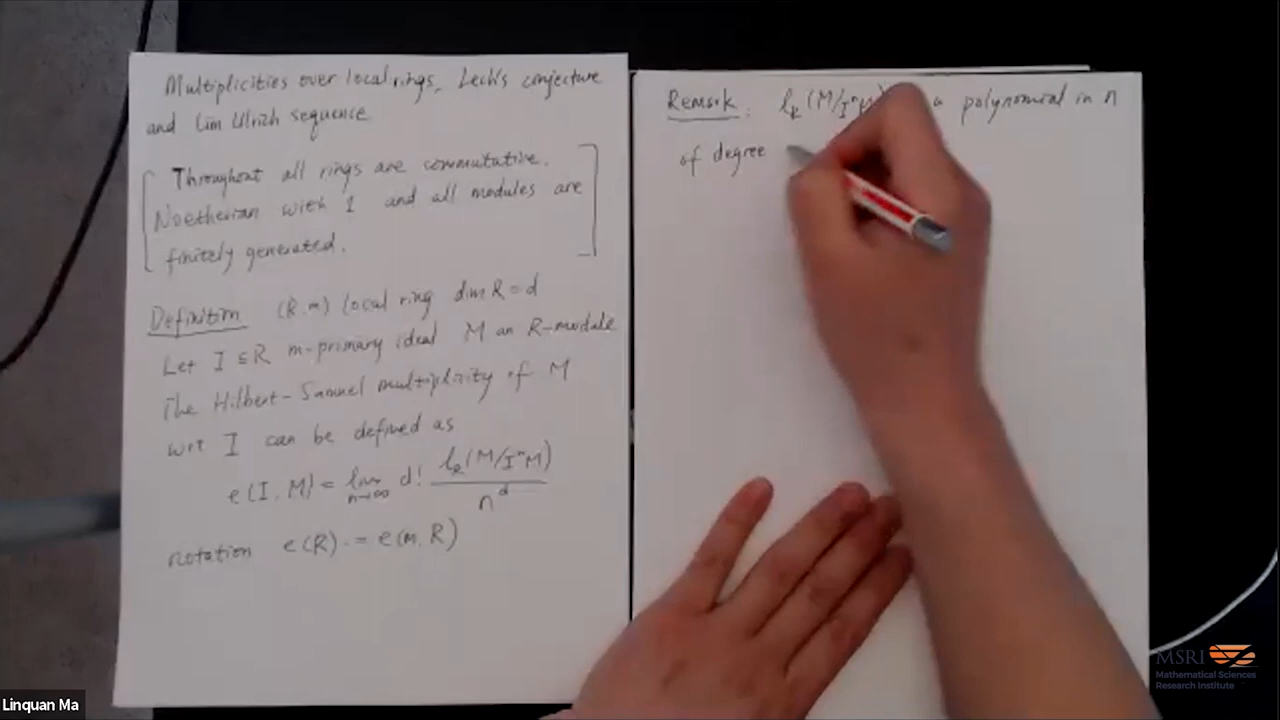 Multiplicities over local rings, Lech's conjecture
and Lim Ulrich sequence
Throughout all rings are commutative.
Noetherian with 1 and all modules are
finitely generated.
Definition (R.m) local ring dim R = d
Let I ⊆ R m-primary ideal M an R-module
The Hilbert-Samuel multiplicity of M
wrt I can be defined as
e(I, M) = lim n→∞ d! l_R(M/IⁿM) / n^d
notation e(R) := e(m, R)
Remark: l_R(M/IⁿM) a polynomial in n
of degree
MSRI
Mathematical Sciences
Research Institute
Linquan Ma